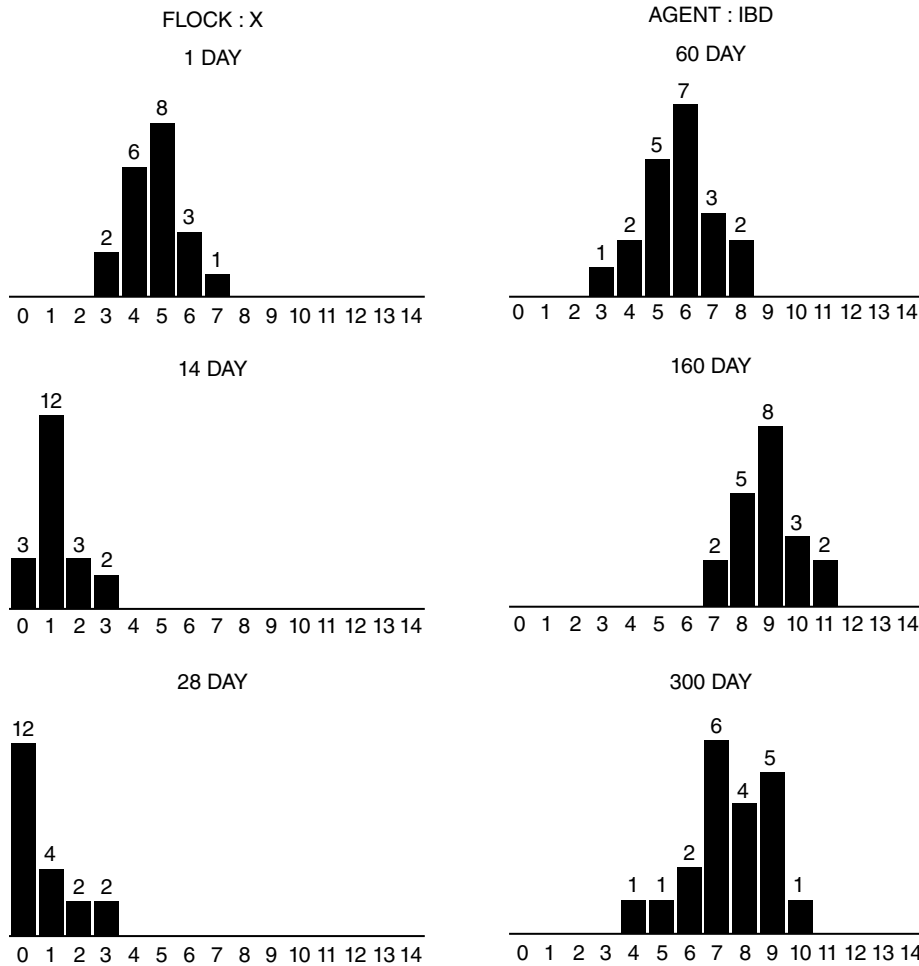 FLOCK : X
AGENT : IBD
1 DAY
2 6 8 3 1
0 1 2 3 4 5 6 7 8 9 10 11 12 13 14
60 DAY
1 2 5 7 3 2
0 1 2 3 4 5 6 7 8 9 10 11 12 13 14
14 DAY
3 12 3 2
0 1 2 3 4 5 6 7 8 9 10 11 12 13 14
160 DAY
2 5 8 3 2
0 1 2 3 4 5 6 7 8 9 10 11 12 13 14
28 DAY
12 4 2 2
0 1 2 3 4 5 6 7 8 9 10 11 12 13 14
300 DAY
1 1 2 6 4 5 1
0 1 2 3 4 5 6 7 8 9 10 11 12 13 14